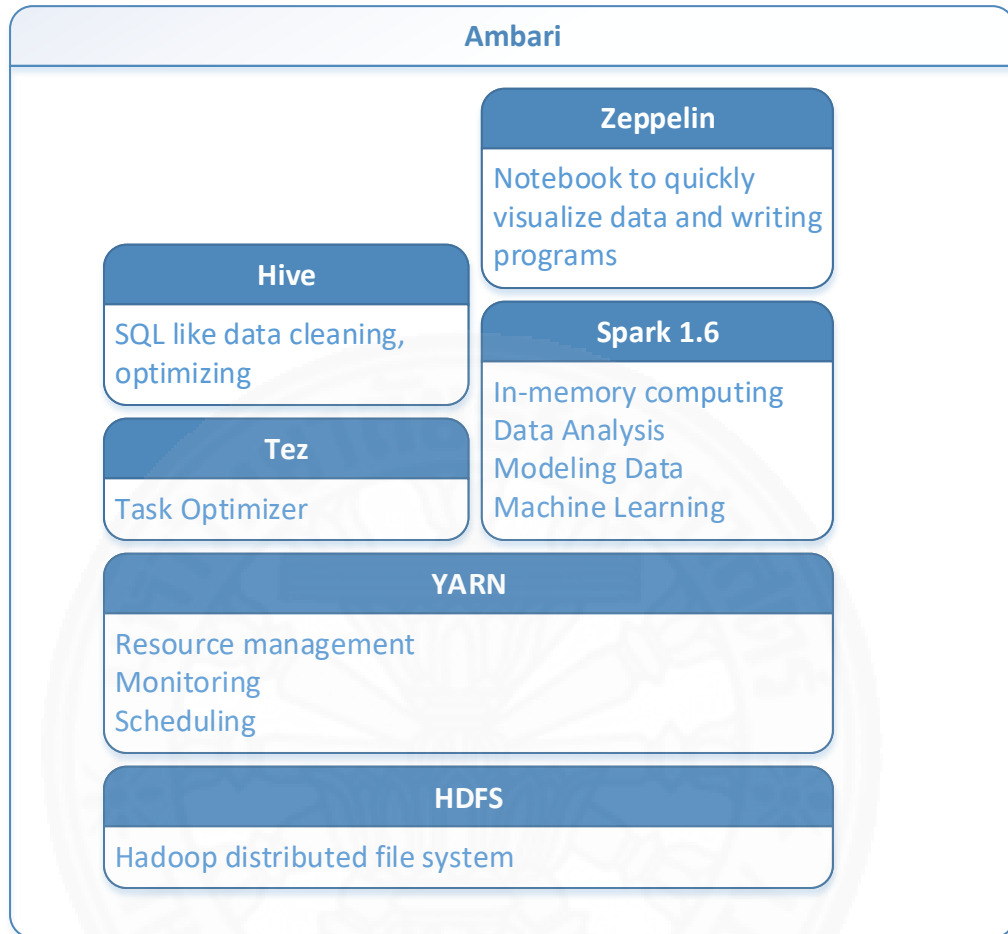 Ambari
Zeppelin
Notebook to quickly
visualize data and writing
programs
Hive
SQL like data cleaning,
optimizing
Spark 1.6
In-memory computing
Data Analysis
Modeling Data
Machine Learning
Tez
Task Optimizer
YARN
Resource management
Monitoring
Scheduling
HDFS
Hadoop distributed file system